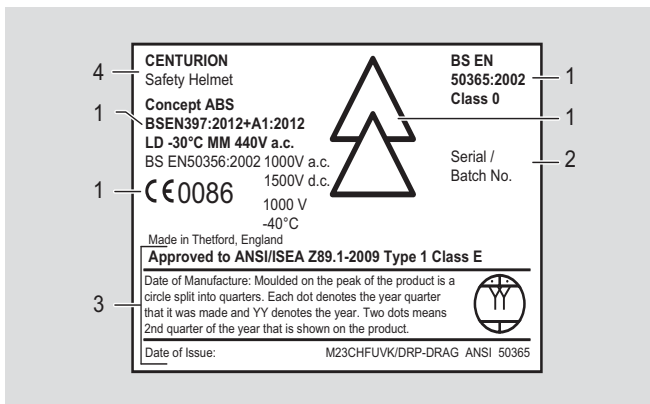 4
CENTURION
Safety Helmet
1
Concept ABS
BSEN397:2012+A1:2012
LD -30°C MM 440V a.c.
BS EN50356:2002 1000V a.c.
1500V d.c.
1
CE0086
1000 V
-40°C
BS EN
50365:2002
Class 0
1
1
Serial /
Batch No.
2
Made in Thetford, England
Approved to ANSI/ISEA Z89.1-2009 Type 1 Class E
3
Date of Manufacture: Moulded on the peak of the product is a
circle split into quarters. Each dot denotes the year quarter
that it was made and YY denotes the year. Two dots means
2nd quarter of the year that is shown on the product.
YY
Date of Issue: M23CHFUVK/DRP-DRAG ANSI 50365